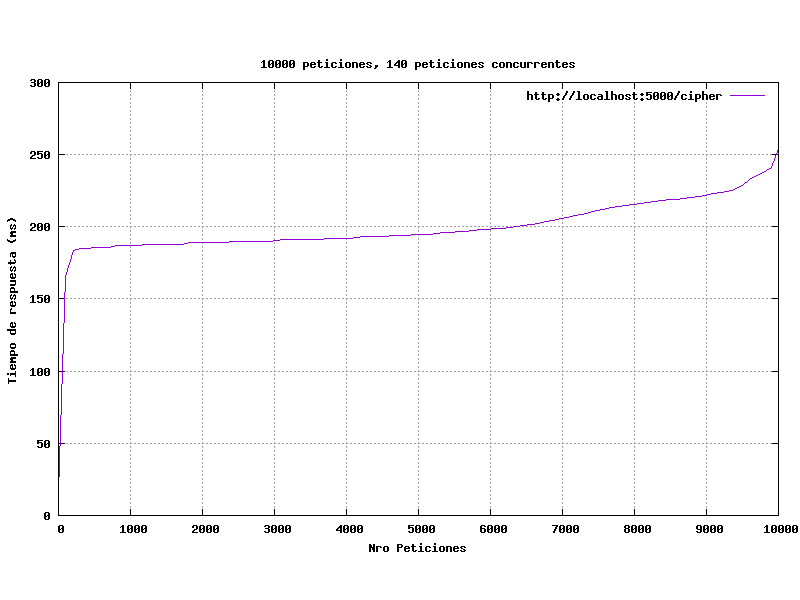 10000 peticiones, 140 peticiones concurrentes
http://localhost:5000/cipher
300
250
200
150
100
50
0
Tiempo de respuesta (ms)
0 1000 2000 3000 4000 5000 6000 7000 8000 9000 10000
Nro Peticiones